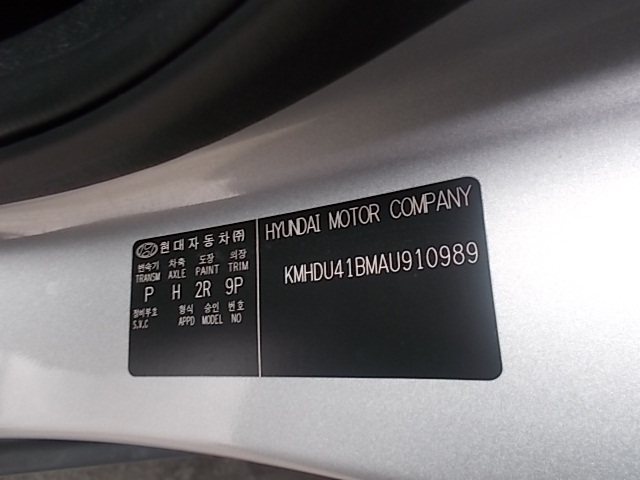 현대자동차㈜
변속기 차축 도장 의장
TRANSM AXLE PAINT TRIM
P H 2R 9P
정비부호 형식 승인 번호
S.V.C APPD MODEL NO
HYUNDAI MOTOR COMPANY
KMHDU41BMAU910989